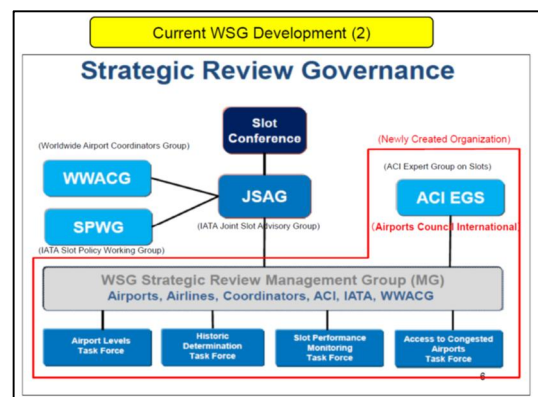 Current WSG Development (2)
Strategic Review Governance
Slot
Conference
(Newly Created Organization)
(Worldwide Airport Coordinators Group)
(ACI Expert Group on Slots)
WWACG
JSAG
ACI EGS
SPWG
(IATA Joint Slot Advisory Group)
(Airports Council International)
(IATA Slot Policy Working Group)
WSG Strategic Review Management Group (MG)
Airports, Airlines, Coordinators, ACI, IATA, WWACG
Airport Levels
Task Force
Historic
Determination
Task Force
Slot Performance
Monitoring
Task Force
Access to Congested
Airports
Task Force
6